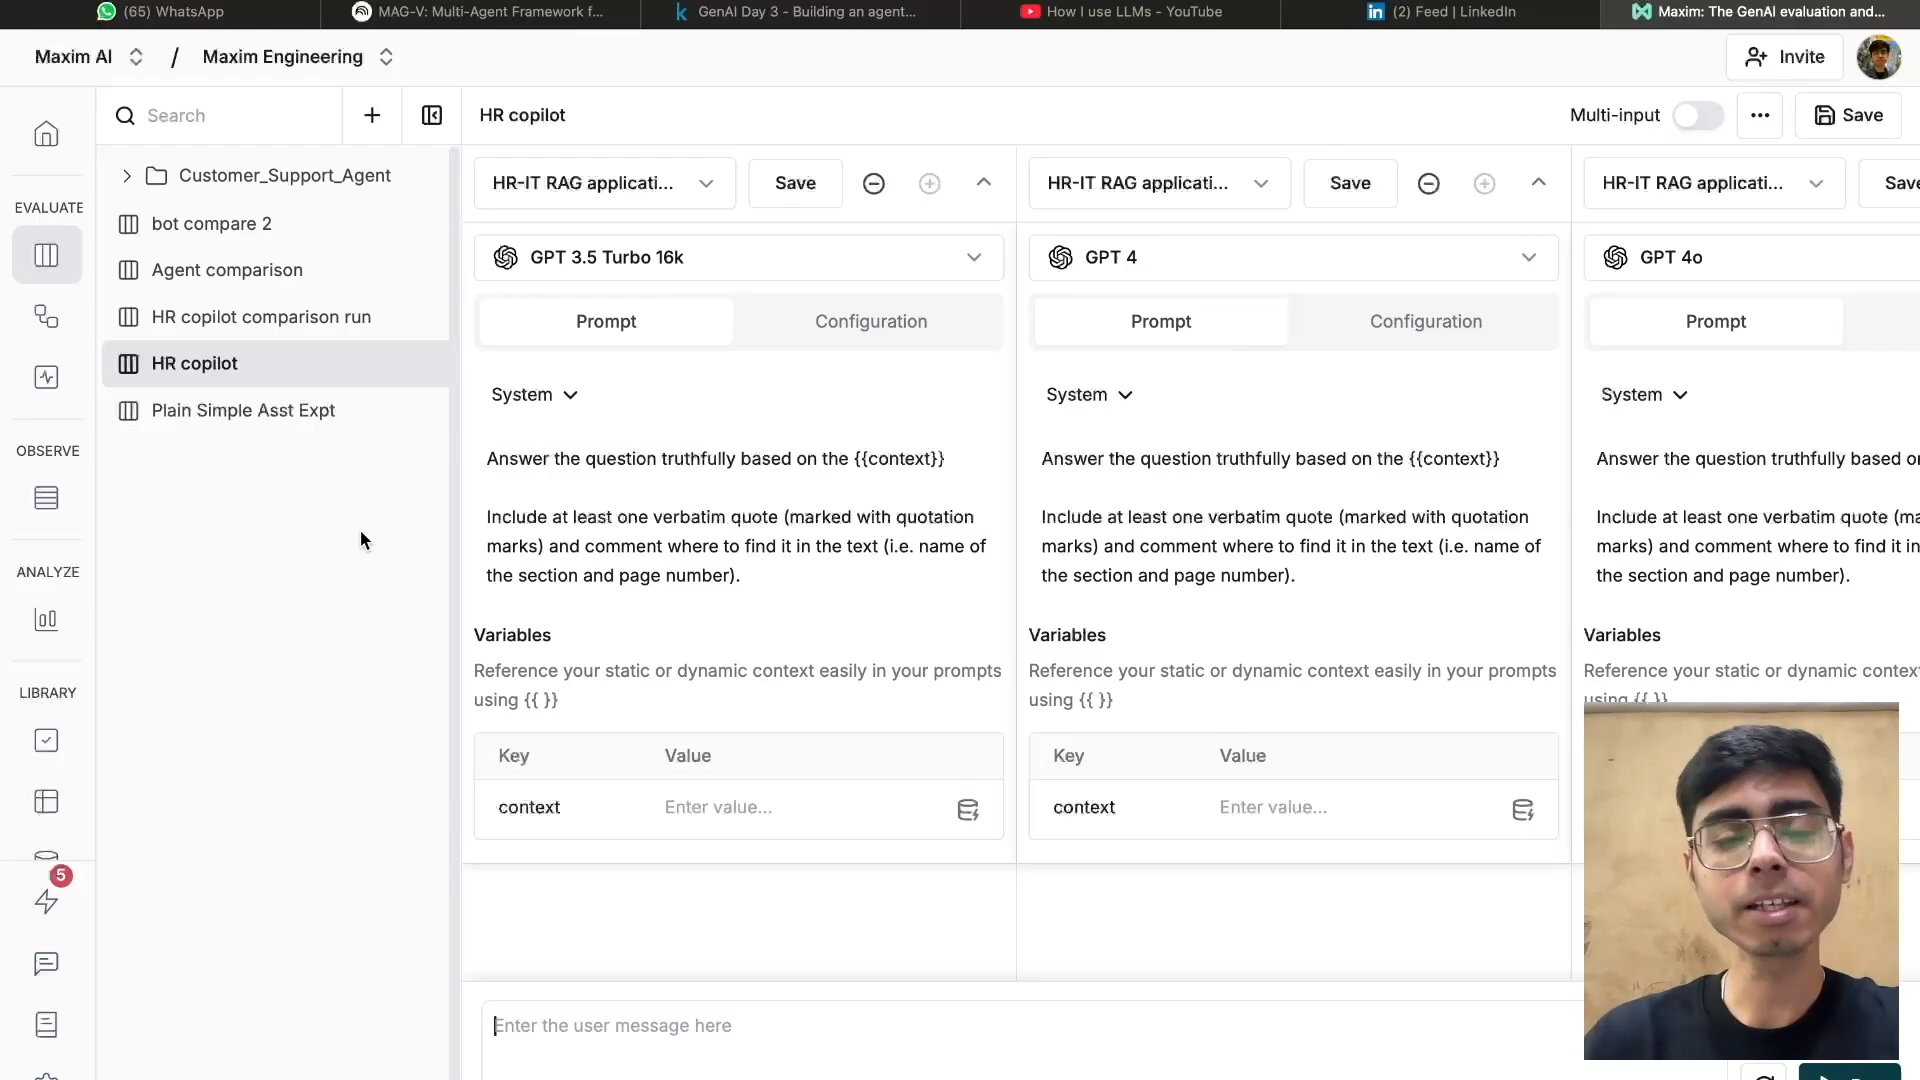 (65) WhatsApp
MAG-V: Multi-Agent Framework f...
GenAI Day 3 - Building an agent...
How I use LLMs - YouTube
(2) Feed | LinkedIn
Maxim: The GenAI evaluation and...
Maxim AI / Maxim Engineering
Invite
Search
HR copilot
Multi-input
Save
EVALUATE
OBSERVE
ANALYZE
LIBRARY
5
Customer_Support_Agent
bot compare 2
Agent comparison
HR copilot comparison run
HR copilot
Plain Simple Asst Expt
HR-IT RAG applicati...
Save
GPT 3.5 Turbo 16k
Prompt
Configuration
System
Answer the question truthfully based on the {{context}}
Include at least one verbatim quote (marked with quotation
marks) and comment where to find it in the text (i.e. name of
the section and page number).
Variables
Reference your static or dynamic context easily in your prompts
using {{ }}
Key Value
context Enter value...
HR-IT RAG applicati...
Save
GPT 4
Prompt
Configuration
System
Answer the question truthfully based on the {{context}}
Include at least one verbatim quote (marked with quotation
marks) and comment where to find it in the text (i.e. name of
the section and page number).
Variables
Reference your static or dynamic context easily in your prompts
using {{ }}
Key Value
context Enter value...
HR-IT RAG applicati...
Save
GPT 4o
Prompt
System
Answer the question truthfully based
Include at least one verbatim quote
marks) and comment where to find it in
the section and page number).
Variables
Reference your static or dynamic context
using {{ }}
Enter the user message here